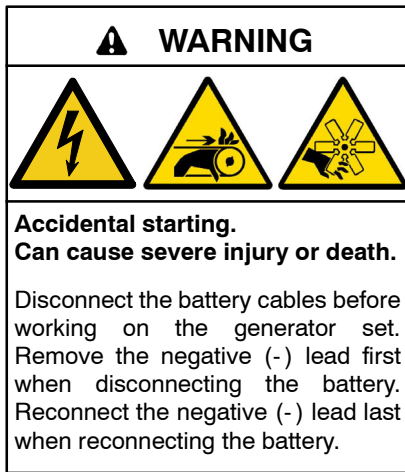 WARNING
Accidental starting.
Can cause severe injury or death.
Disconnect the battery cables before
working on the generator set.
Remove the negative (-) lead first
when disconnecting the battery.
Reconnect the negative (-) lead last
when reconnecting the battery.